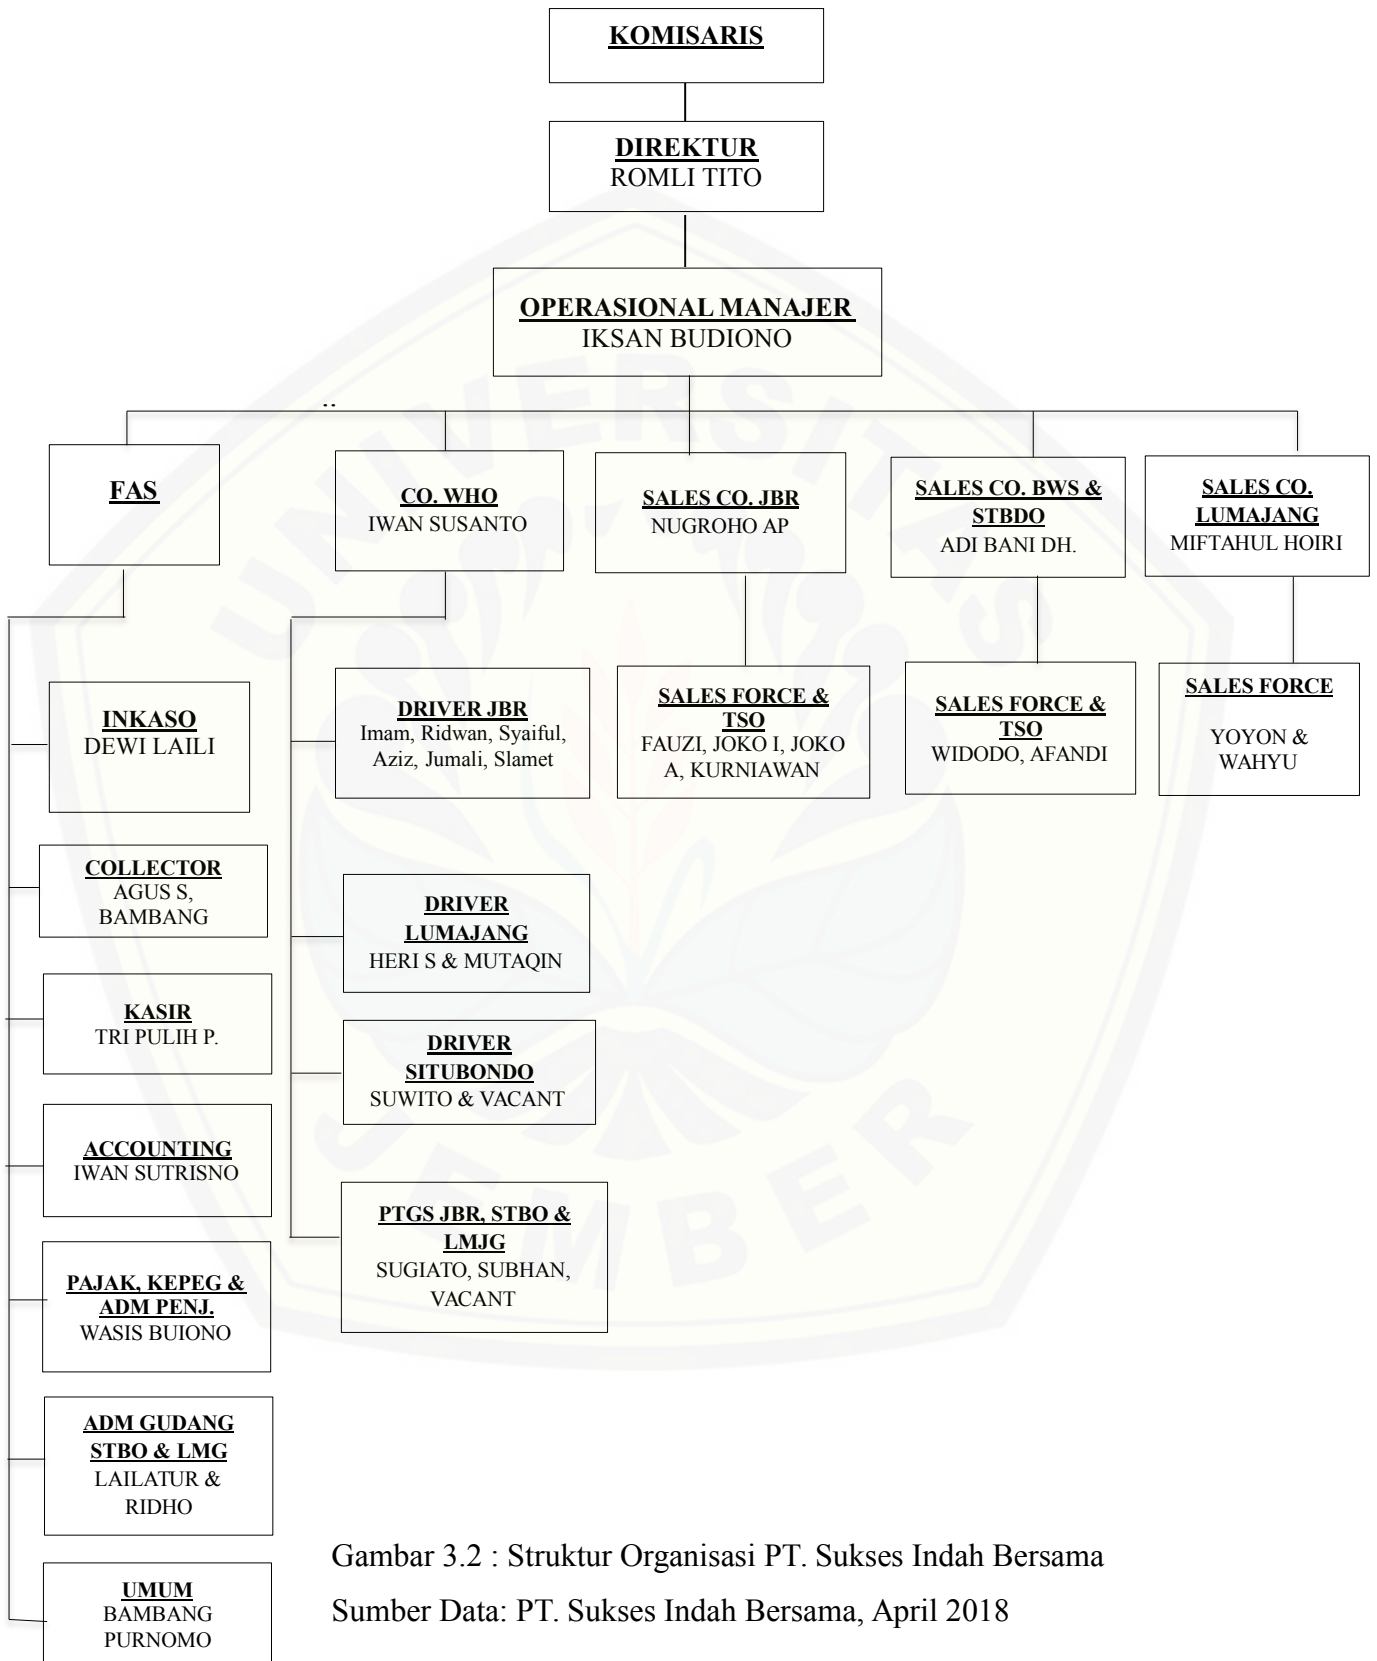 KOMISARIS
DIREKTUR
ROMLI TITO
OPERASIONAL MANAJER
IKSAN BUDIONO
..
FAS
CO. WHO
IWAN SUSANTO
SALES CO. JBR
NUGROHO AP
SALES CO. BWS &
STBDO
ADI BANI DH.
SALES CO.
LUMAJANG
MIFTAHUL HOIRI
INKASO
DEWI LAILI
DRIVER JBR
Imam, Ridwan, Syaiful,
Aziz, Jumali, Slamet
SALES FORCE &
TSO
FAUZI, JOKO I, JOKO
A, KURNIAWAN
SALES FORCE &
TSO
WIDODO, AFANDI
SALES FORCE
YOYON &
WAHYU
COLLECTOR
AGUS S,
BAMBANG
DRIVER
LUMAJANG
HERI S & MUTAQIN
KASIR
TRI PULIH P.
DRIVER
SITUBONDO
SUWITO & VACANT
ACCOUNTING
IWAN SUTRISNO
PTGS JBR, STBO &
LMJG
SUGIATO, SUBHAN,
VACANT
PAJAK, KEPEG &
ADM PENJ.
WASIS BUIONO
ADM GUDANG
STBO & LMG
LAILATUR &
RIDHO
UMUM
BAMBANG
PURNOMO
Gambar 3.2 : Struktur Organisasi PT. Sukses Indah Bersama
Sumber Data: PT. Sukses Indah Bersama, April 2018
UNIVERSITAS
JEMBER